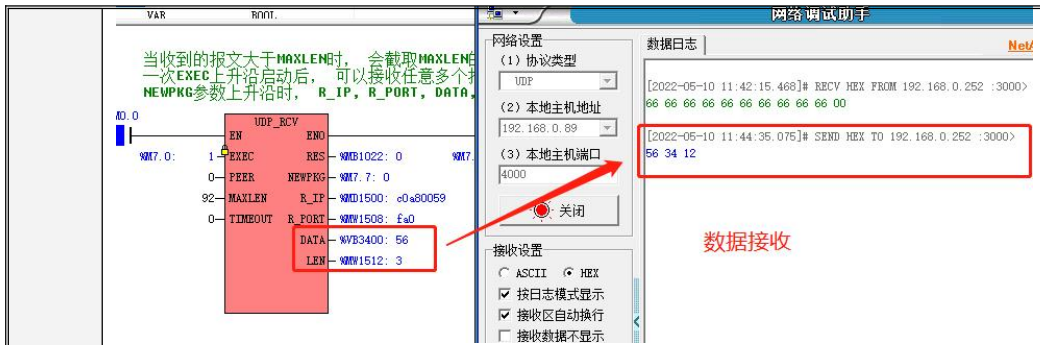 VAR BOOL
当收到的报文大于MAXLEN时， 会截取MAXLEN
一次EXEC上升沿启动后， 可以接收任意多个
NEWPKG参数上升沿时， R_IP, R_PORT, DATA,
UDP_RCV
EN ENO
%M7.0: 1 EXEC RES %MB1022: 0 %M7.
0 PEER NEWPKG %M7.7: 0
92 MAXLEN R_IP %MD1500: c0a80059
0 TIMEOUT R_PORT %MW1508: fa0
DATA %VB3400: 56
LEN %MW1512: 3
网络调试助手
网络设置
(1) 协议类型
UDP
(2) 本地主机地址
192.168.0.89
(3) 本地主机端口
4000
关闭
接收设置
ASCII HEX
按日志模式显示
接收区自动换行
接收数据不显示
数据日志
[2022-05-10 11:42:15.468]# RECV HEX FROM 192.168.0.252 :3000>
66 66 66 66 66 66 66 66 66 66 00
[2022-05-10 11:44:35.075]# SEND HEX TO 192.168.0.252 :3000>
56 34 12
数据接收